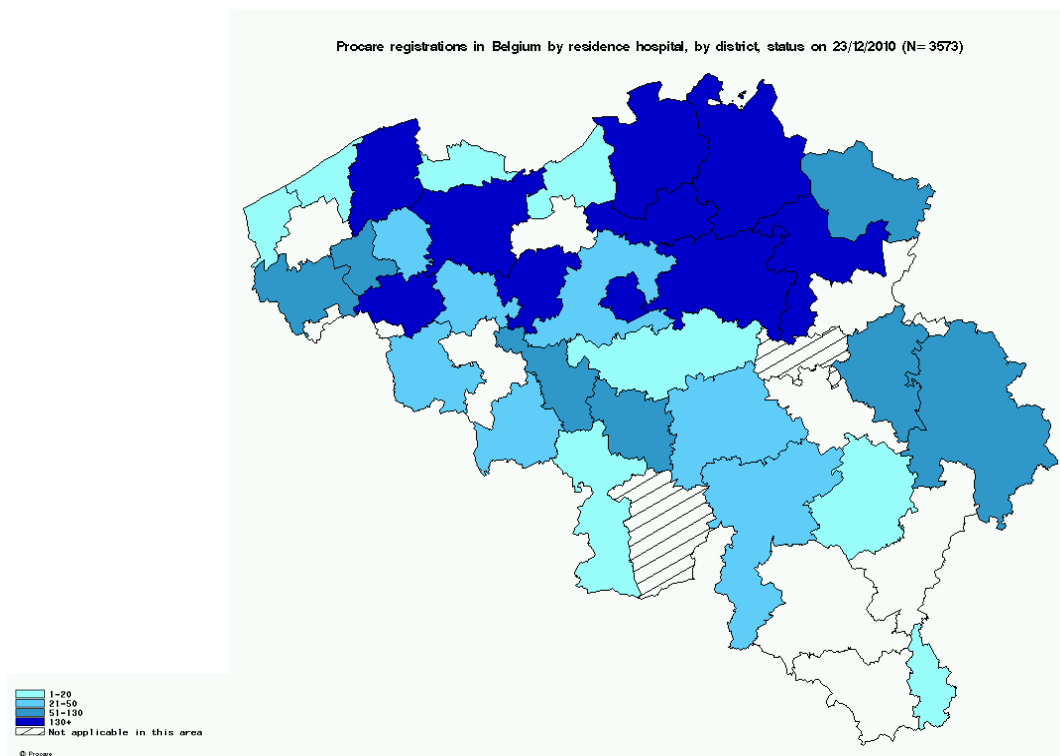 Procare registrations in Belgium by residence hospital, by district, status on 23/12/2010 (N= 3573)
1-20
21-50
51-130
130+
Not applicable in this area
© Procare